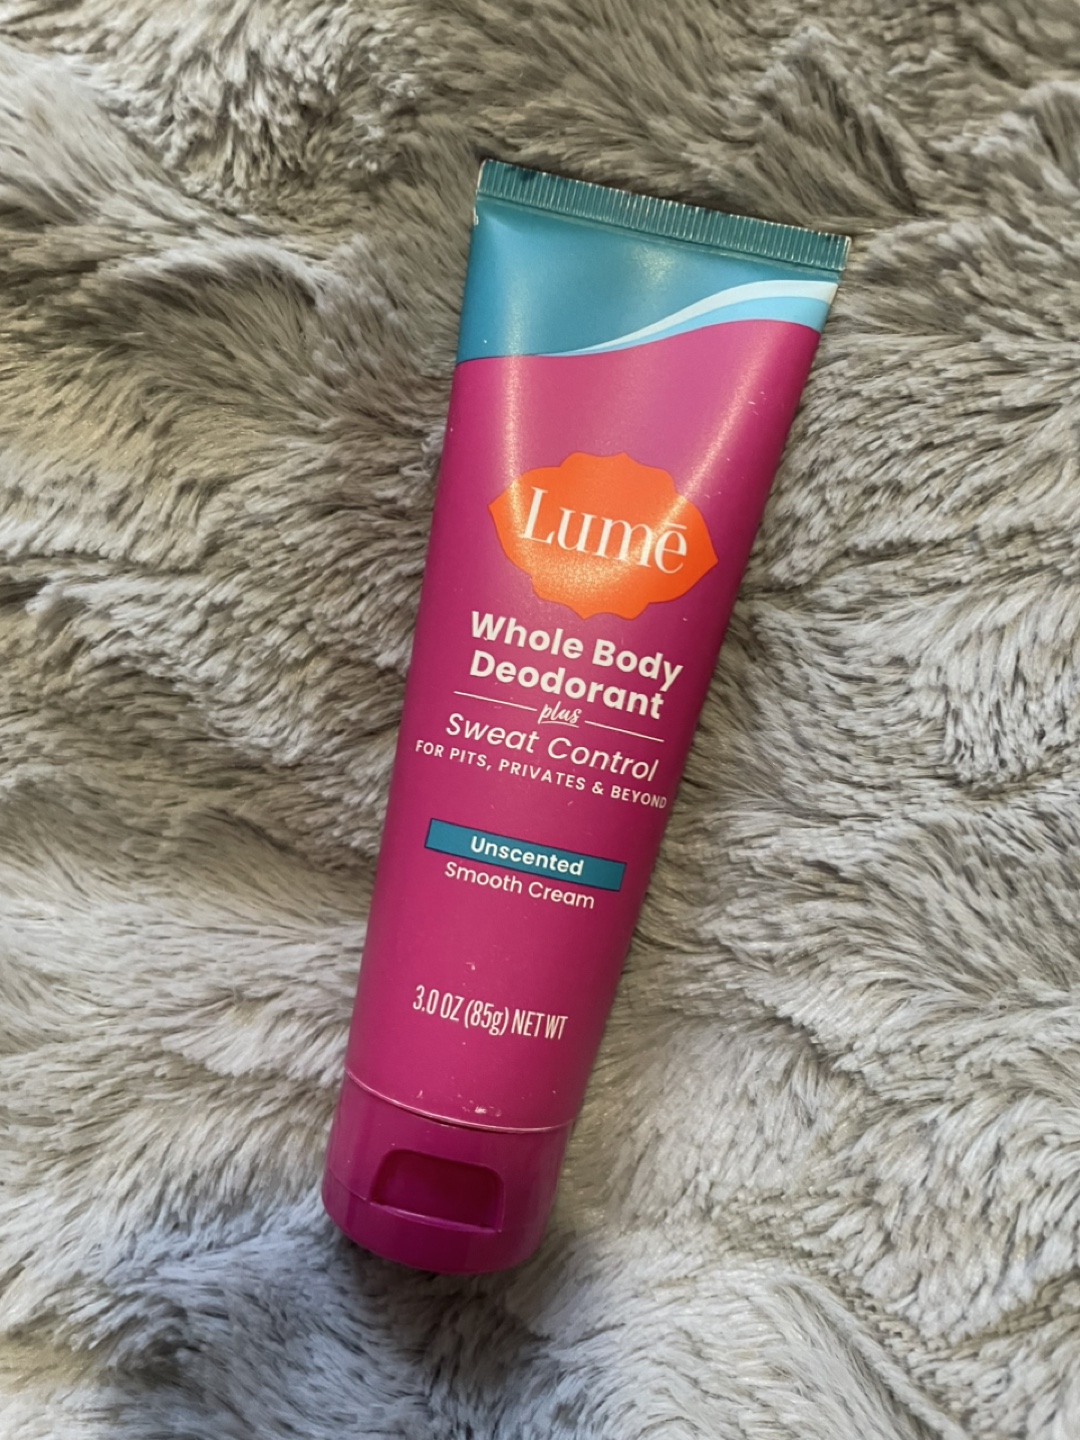 Lumē
Whole Body
Deodorant
plus
Sweat Control
FOR PITS, PRIVATES & BEYOND
Unscented
Smooth Cream
3.0 OZ (85g) NET WT